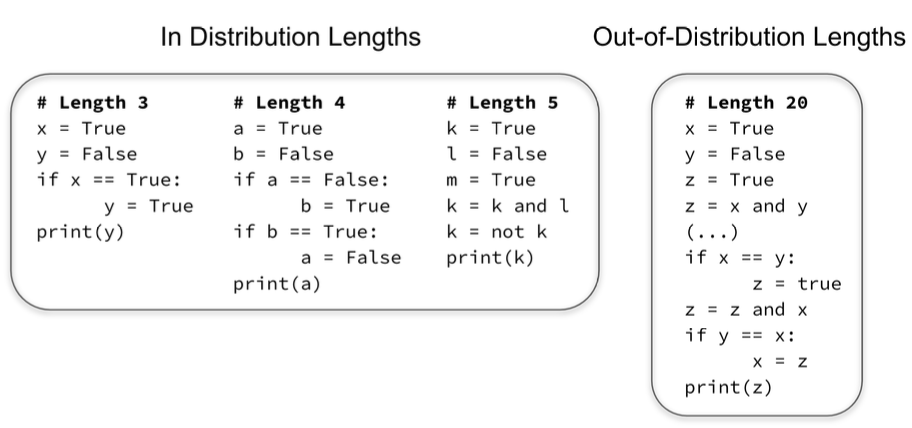 In Distribution Lengths
# Length 3
x = True
y = False
if x == True:
y = True
print(y)
# Length 4
a = True
b = False
if a == False:
b = True
if b == True:
a = False
print(a)
# Length 5
k = True
l = False
m = True
k = k and l
k = not k
print(k)
Out-of-Distribution Lengths
# Length 20
x = True
y = False
z = True
z = x and y
(...)
if x == y:
z = true
z = z and x
if y == x:
x = z
print(z)